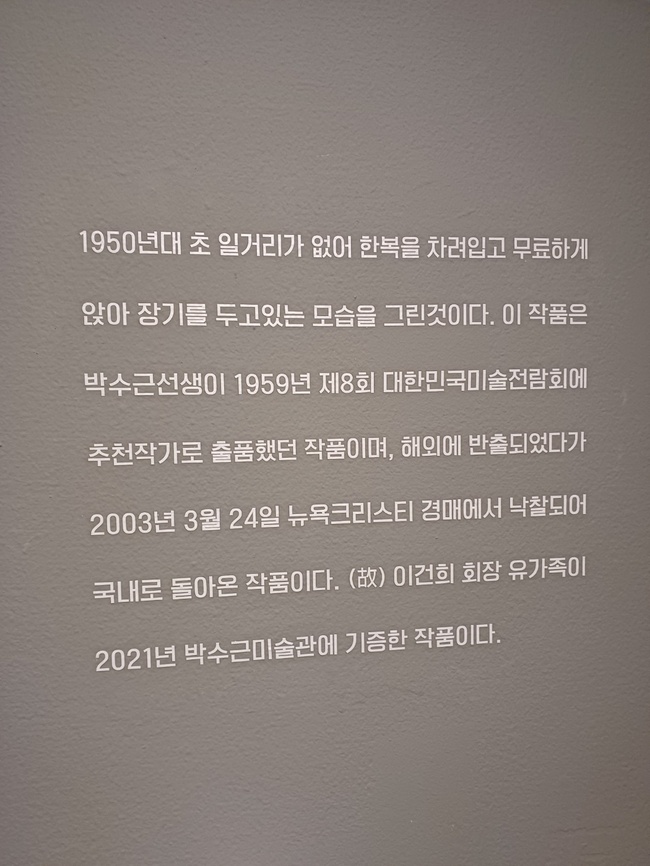 1950년대 초 일거리가 없어 한복을 차려입고 무료하게
앉아 장기를 두고있는 모습을 그린것이다. 이 작품은
박수근선생이 1959년 제8회 대한민국미술전람회에
추천작가로 출품했던 작품이며, 해외에 반출되었다가
2003년 3월 24일 뉴욕크리스티 경매에서 낙찰되어
국내로 돌아온 작품이다. (故) 이건희 회장 유가족이
2021년 박수근미술관에 기증한 작품이다.